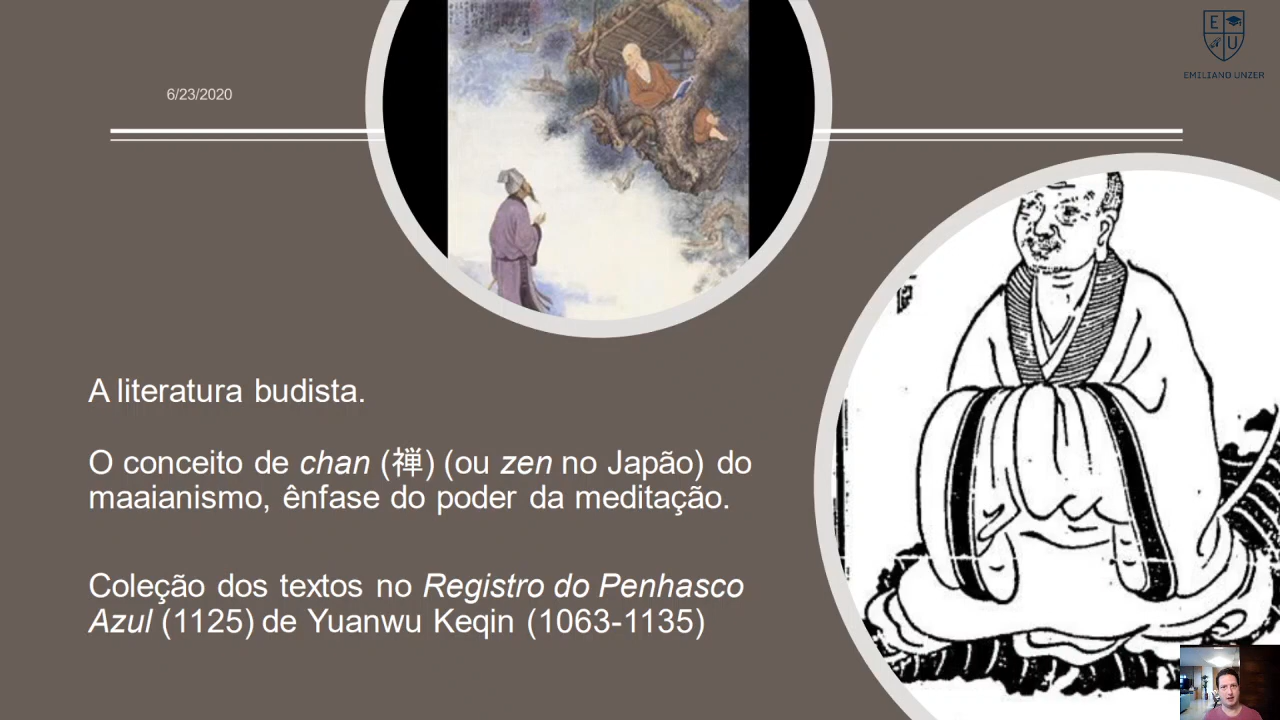 6/23/2020
E
U
EMILIANO UNZER
A literatura budista.
O conceito de chan (禅) (ou zen no Japão) do
maaianismo, ênfase do poder da meditação.
Coleção dos textos no Registro do Penhasco
Azul (1125) de Yuanwu Keqin (1063-1135)